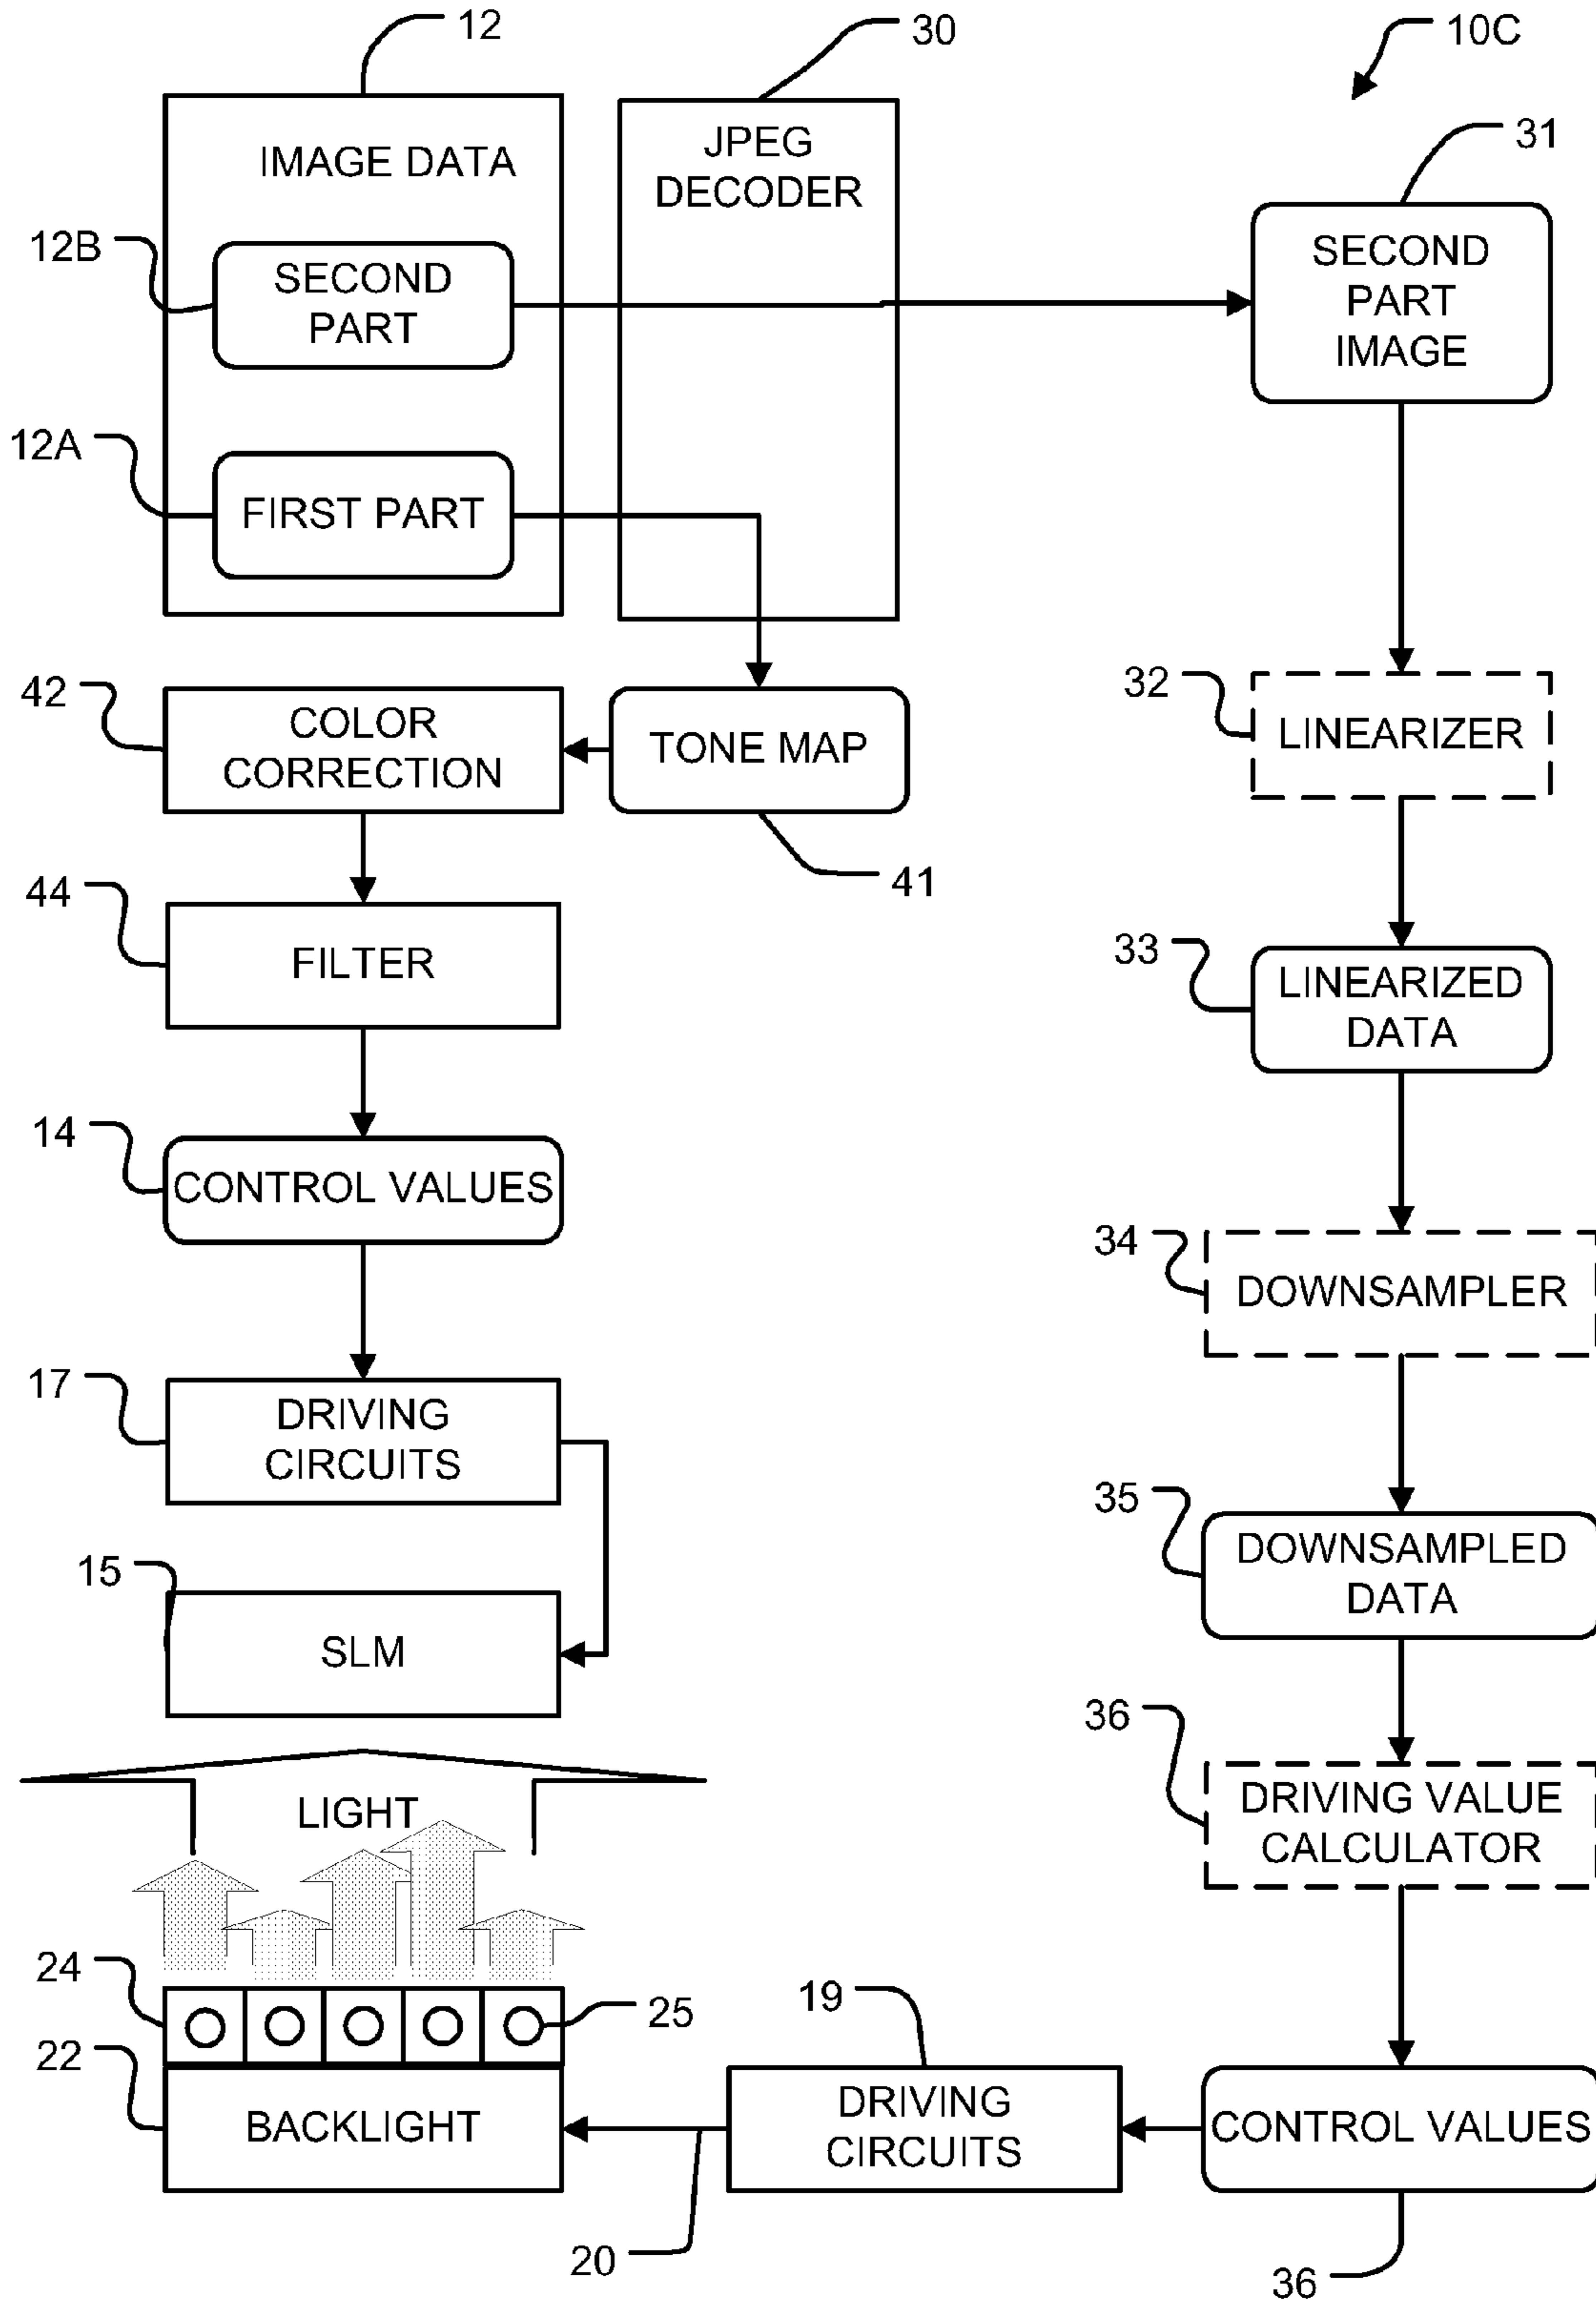 12
30
10C
IMAGE DATA
JPEG
DECODER
31
12B
SECOND
PART
SECOND
PART
IMAGE
12A
FIRST PART
42
COLOR
CORRECTION
TONE MAP
32
LINEARIZER
41
44
FILTER
33
LINEARIZED
DATA
14
CONTROL VALUES
34
DOWNSAMPLER
17
DRIVING
CIRCUITS
35
DOWNSAMPLED
DATA
15
SLM
36
DRIVING VALUE
CALCULATOR
LIGHT
24
25
19
22
BACKLIGHT
DRIVING
CIRCUITS
CONTROL VALUES
20
36